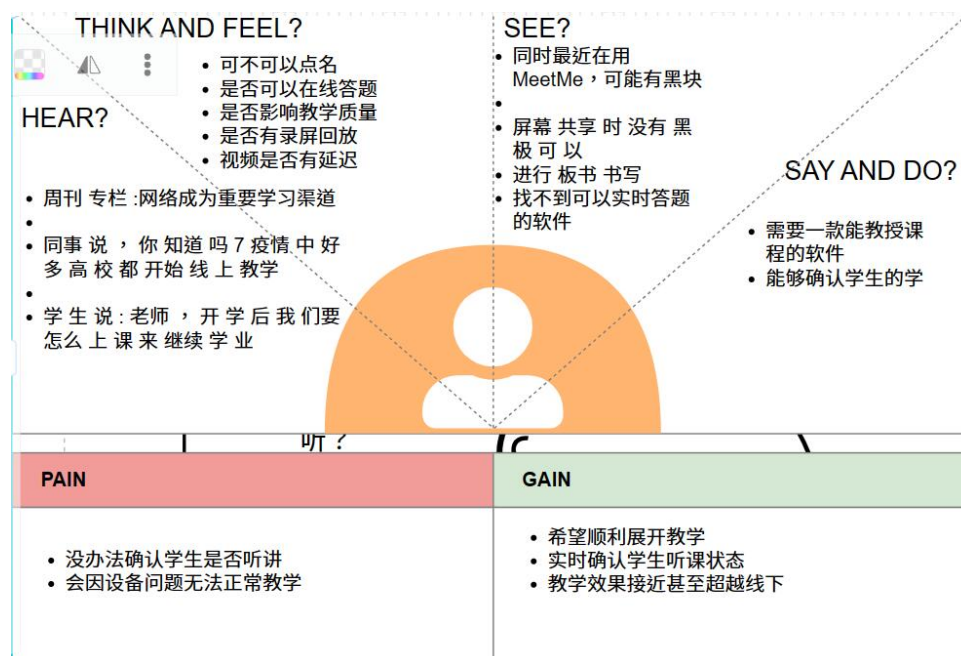 THINK AND FEEL?
可不可以点名
是否可以在线答题
是否影响教学质量
是否有录屏回放
视频是否有延迟
SEE?
同时最近在用
MeetMe，可能有黑块
屏幕 共享 时 没有 黑
极 可 以
进行 板书 书写
找不到可以实时答题
的软件
HEAR?
周刊 专栏 :网络成为重要学习渠道
同事 说 ， 你 知道 吗 7 疫情 中 好
多 高 校 都 开始 线 上 教学
学 生 说 : 老师 ， 开 学 后 我 们要
怎么 上 课 来 继续 学 业
SAY AND DO?
需要一款能教授课
程的软件
能够确认学生的学
听？
PAIN
没办法确认学生是否听讲
会因设备问题无法正常教学
GAIN
希望顺利展开教学
实时确认学生听课状态
教学效果接近甚至超越线下